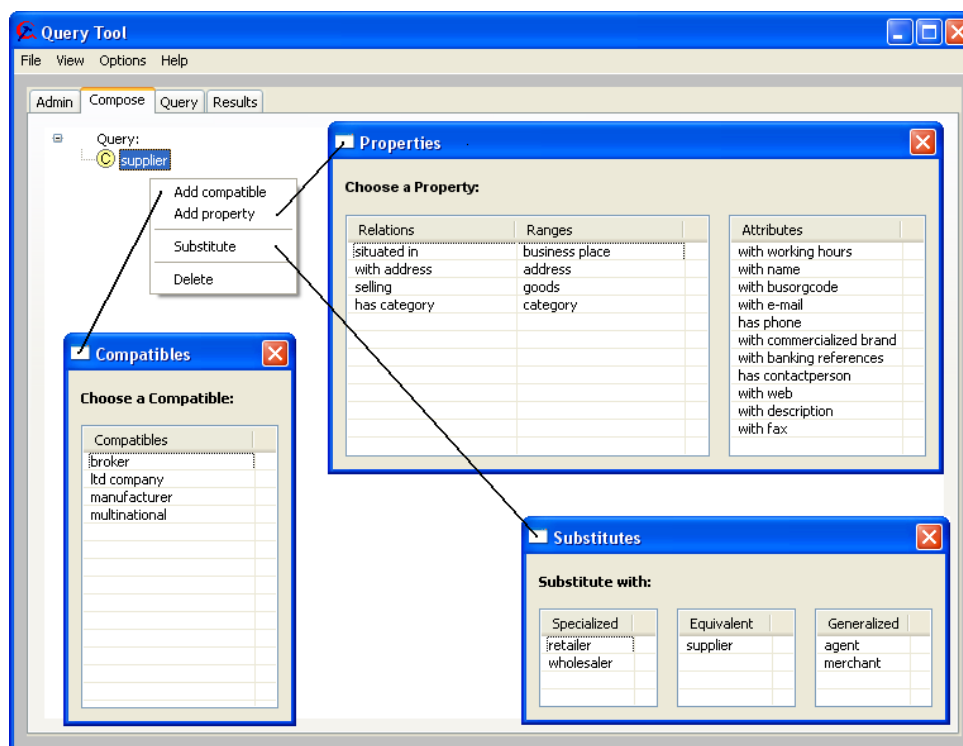 Query Tool
File View Options Help
Admin Compose Query Results
Query:
C supplier
Add compatible
Add property
Substitute
Delete
Properties
Choose a Property:
Relations Ranges Attributes
situated in business place with working hours
with address address with name
selling goods with busorgcode
has category category with e-mail
has phone
with commercialized brand
with banking references
has contactperson
with web
with description
with fax
Compatibles
Choose a Compatible:
Compatibles
broker
ltd company
manufacturer
multinational
Substitutes
Substitute with:
Specialized Equivalent Generalized
retailer supplier agent
wholesaler merchant